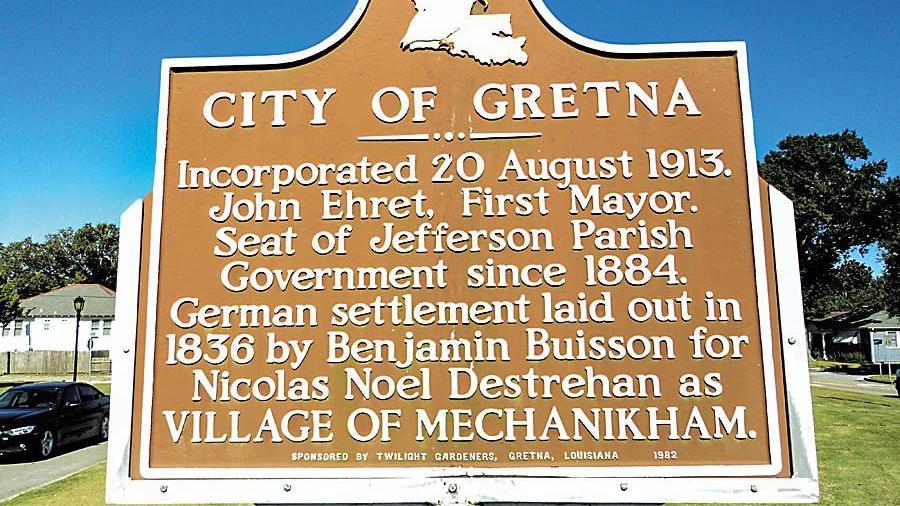 CITY OF GRETNA
Incorporated 20 August 1913.
John Ehret, First Mayor.
Seat of Jefferson Parish
Government since 1884.
German settlement laid out in
1836 by Benjamin Buisson for
Nicolas Noel Destrehan as
VILLAGE OF MECHANIKHAM.
SPONSORED BY TWILIGHT GARDENERS, GRETNA, LOUISIANA 1982